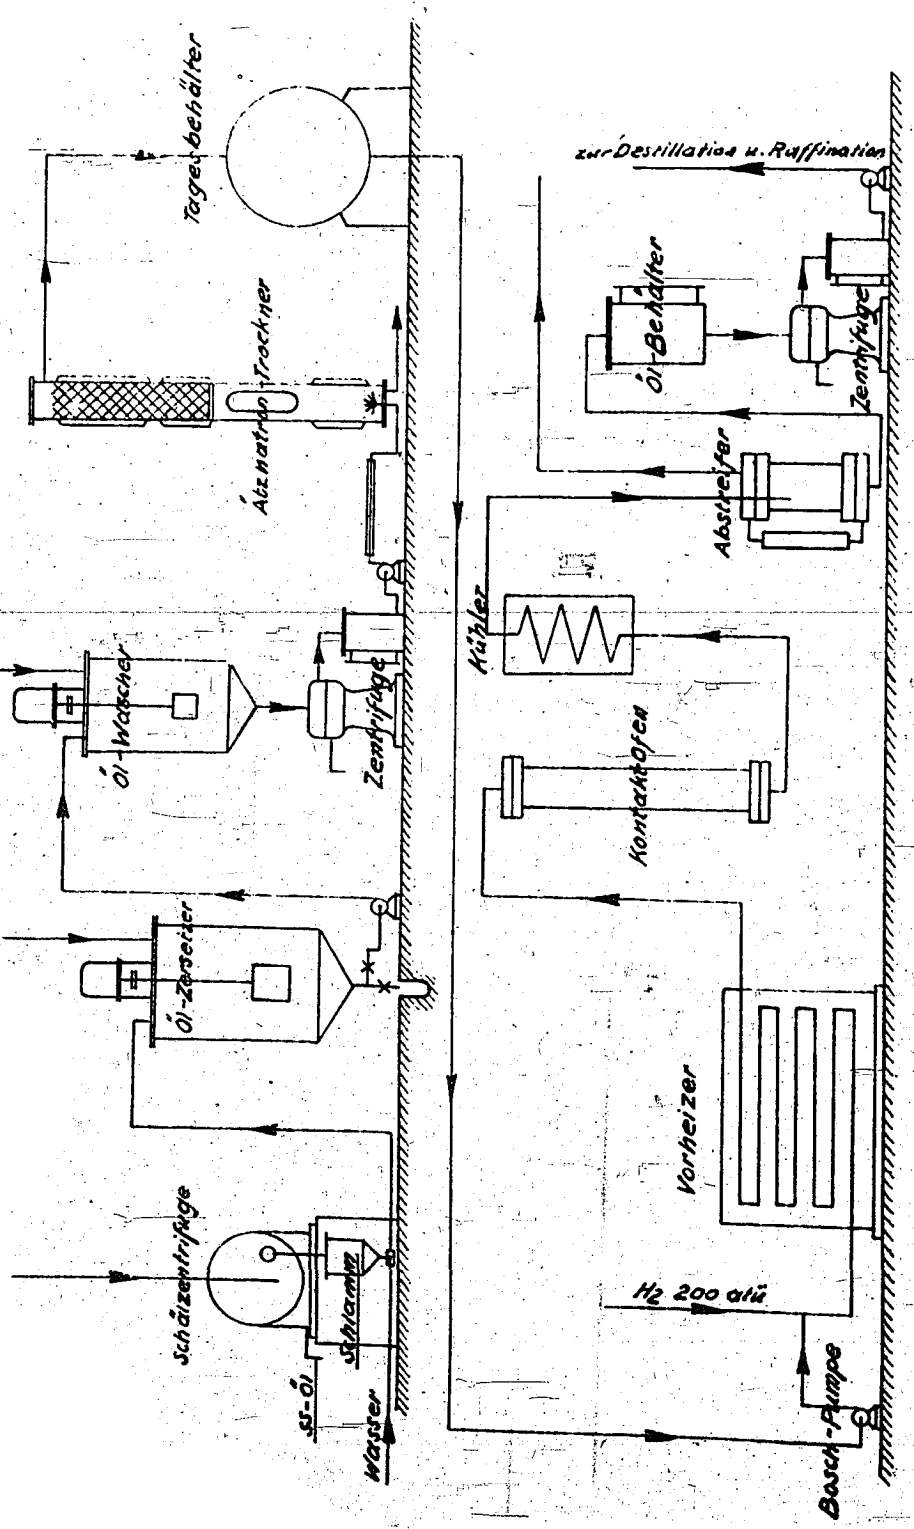 Schälzentrifuge
SS-Öl
Schlamm
Wasser
Öl-Zersetzer
Öl-Wäscher
Zentrifuge
Ätznatron-Trockner
Tagesbehälter
Bosch-Pumpe
H2 200 atü
Vorheizer
Kontaktofen
Kühler
Abstreifer
Öl-Behälter
Zentrifuge
zur Destillation u. Raffination